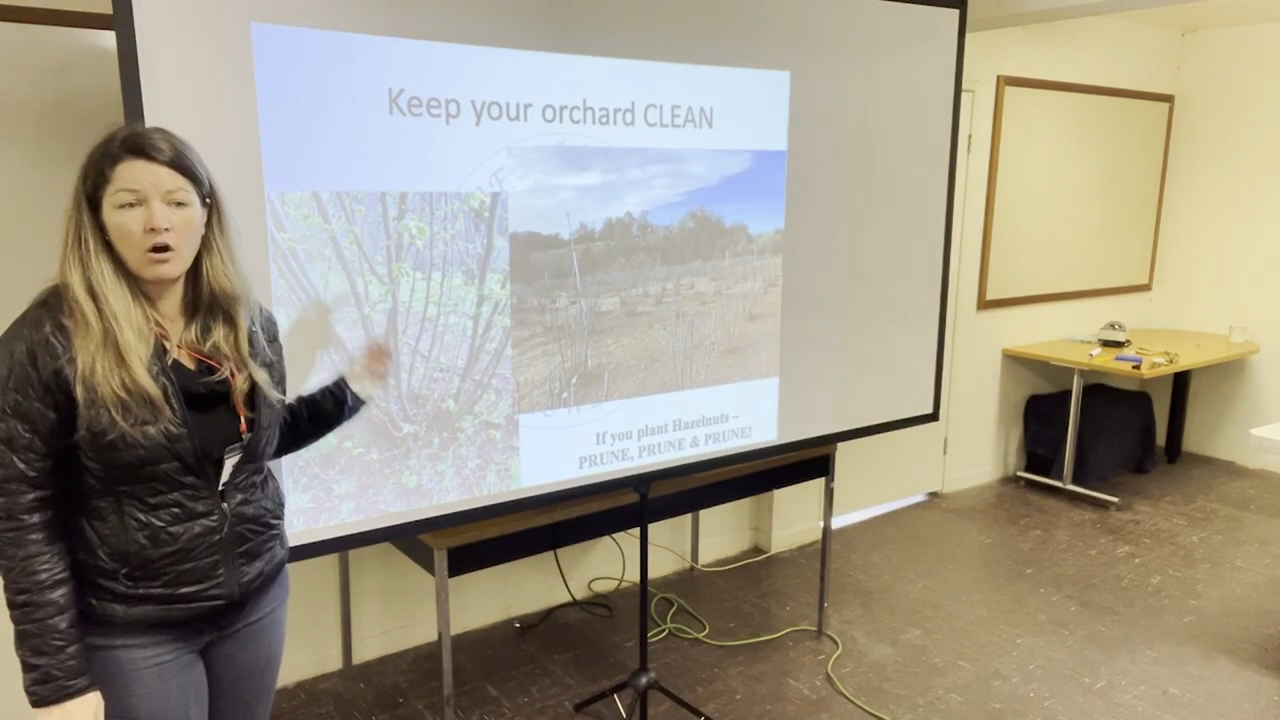 Keep your orchard CLEAN
If you plant Hazelnuts –
PRUNE, PRUNE & PRUNE!